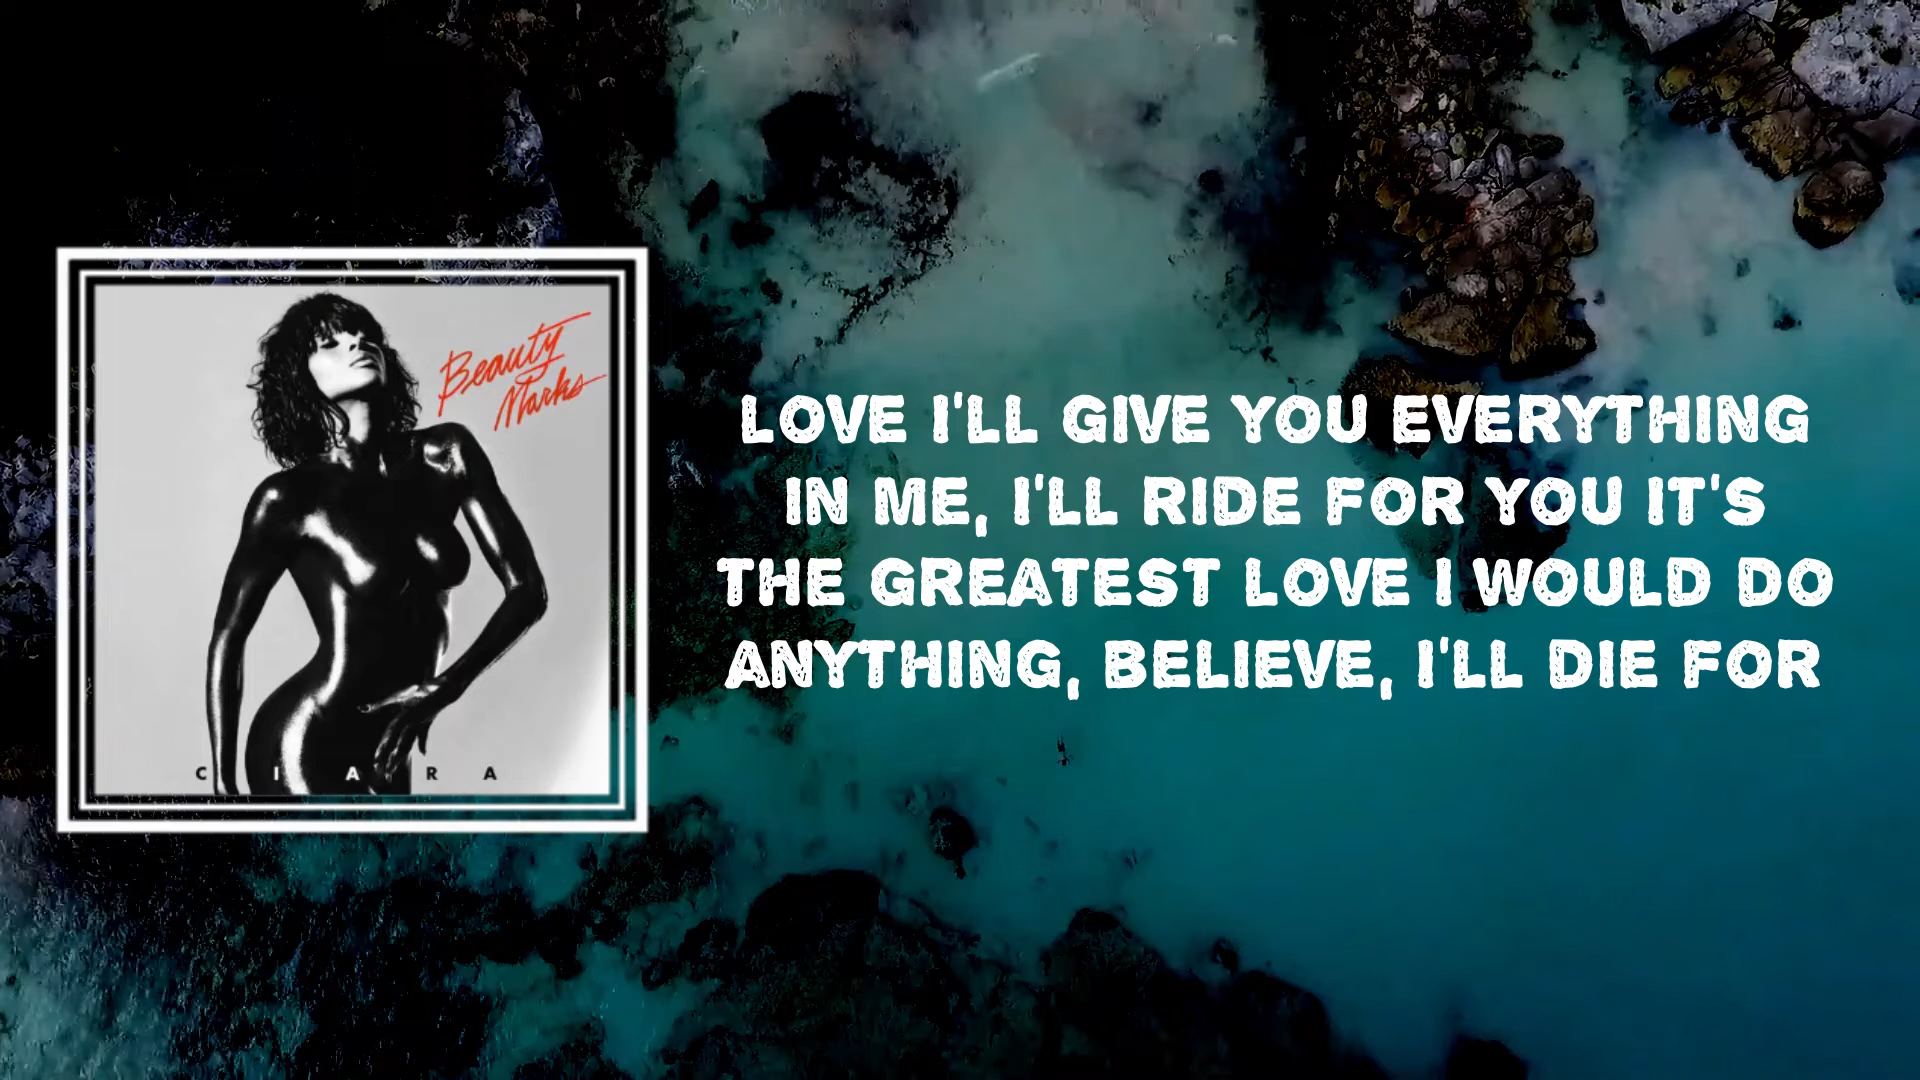 Beauty
Marks
CIARA
LOVE I'LL GIVE YOU EVERYTHING
IN ME, I'LL RIDE FOR YOU IT'S
THE GREATEST LOVE I WOULD DO
ANYTHING, BELIEVE, I'LL DIE FOR